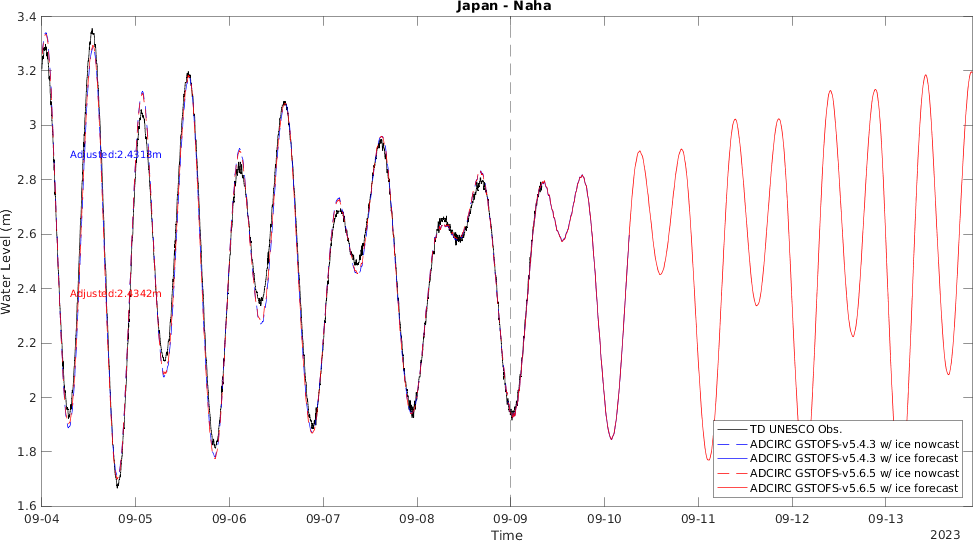 Japan - Naha
3.4
3.2
3
2.8
2.6
2.4
2.2
2
1.8
1.6
Water Level (m)
Adjusted:2.4313m
Adjusted:2.4342m
TD UNESCO Obs.
ADCIRC GSTOFS-v5.4.3 w/ ice nowcast
ADCIRC GSTOFS-v5.4.3 w/ ice forecast
ADCIRC GSTOFS-v5.6.5 w/ ice nowcast
ADCIRC GSTOFS-v5.6.5 w/ ice forecast
09-04 09-05 09-06 09-07 09-08 09-09 09-10 09-11 09-12 09-13
Time
2023